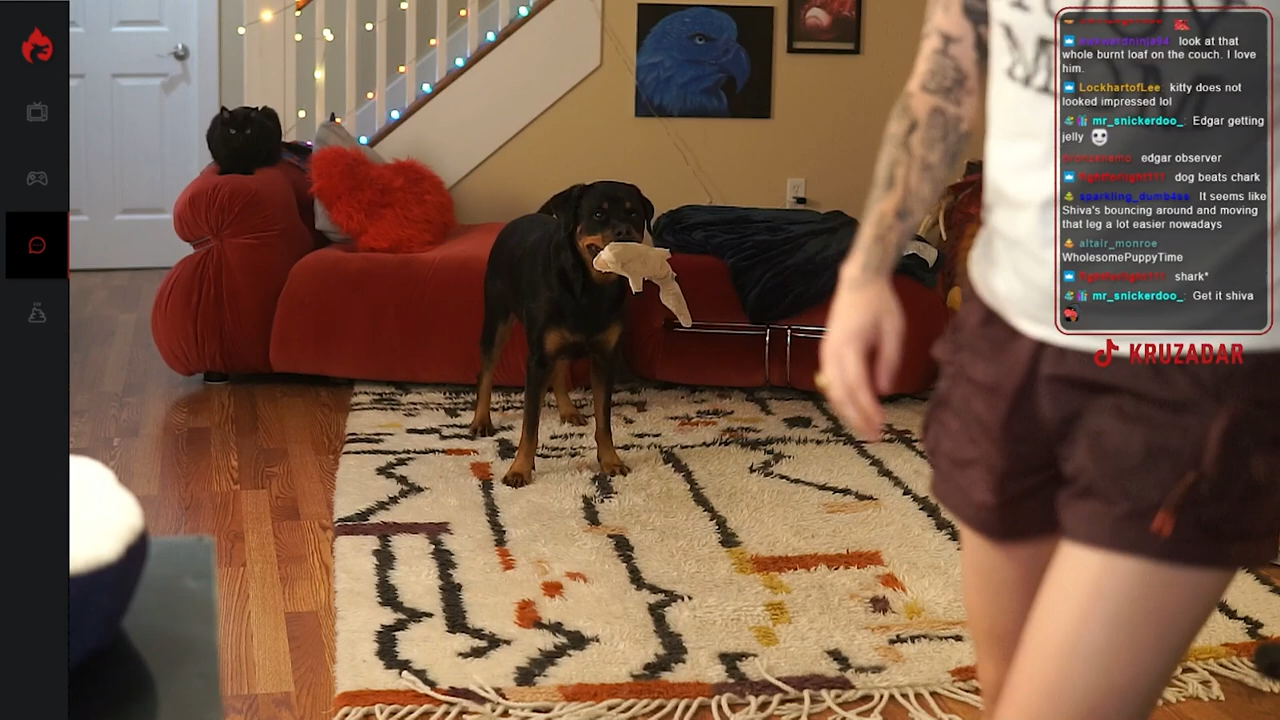 look at that
whole burnt loaf on the couch. I love
him.
LockhartofLee kitty does not
looked impressed lol
mr_snickerdoo_: Edgar getting
jelly
edgar observer
dog beats chark
sparkling_dumb4ss It seems like
Shiva's bouncing around and moving
that leg a lot easier nowadays
altair_monroe
WholesomePuppyTime
shark*
mr_snickerdoo_: Get it shiva
KRUZADAR